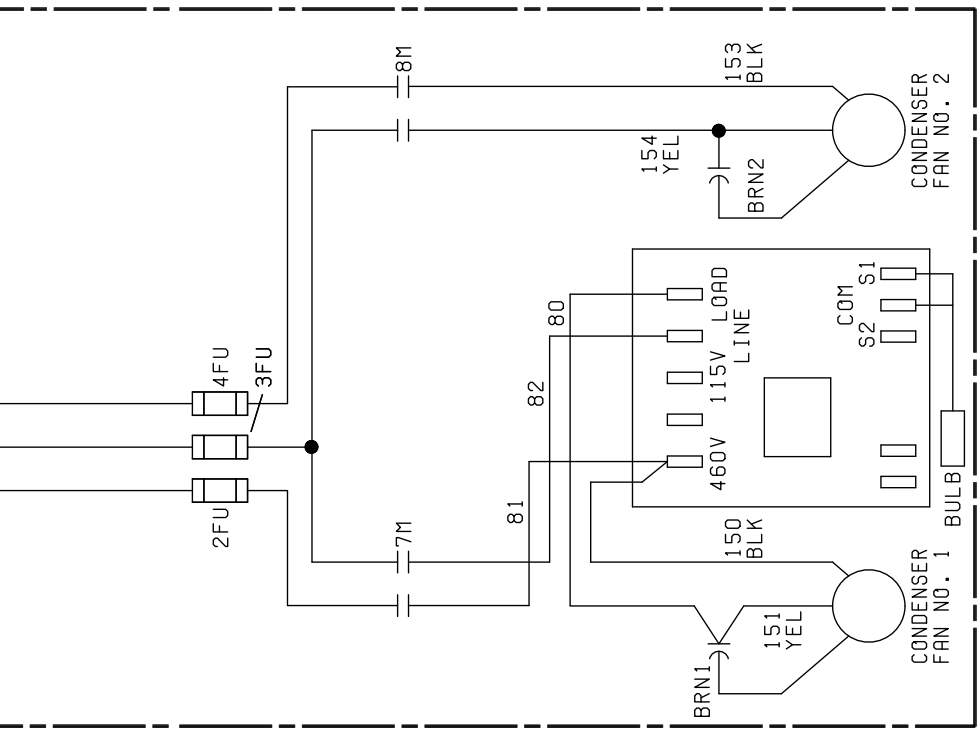 8M
153
BLK
154
YEL
BRN2
CONDENSER
FAN NO. 2
4FU
3FU
2FU
80
82
81
LOAD
LINE
115V
460V
S1
COM
S2
BULB
7M
150
BLK
151
YEL
BRN1
CONDENSER
FAN NO. 1